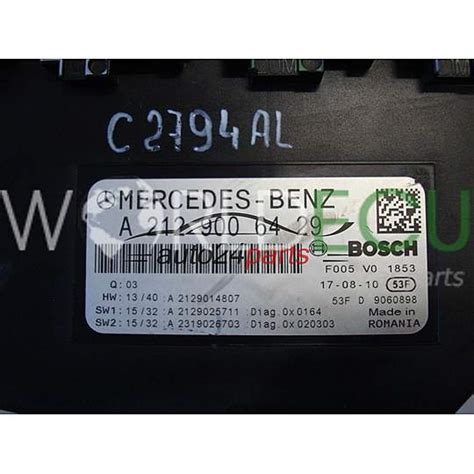 C2794AL
MERCEDES-BENZ
A 212 900 64 29
BOSCH
auto24parts
F005 V0 1853
Q: 03
17-08-10 53F
HW: 13/40 A 2129014807
53F D 9060898
SW1: 15/32 :A 2129025711 :Diag.0x0164
Made in
SW2: 15/32 :A 2319026703 :Diag.0x020303
ROMANIA